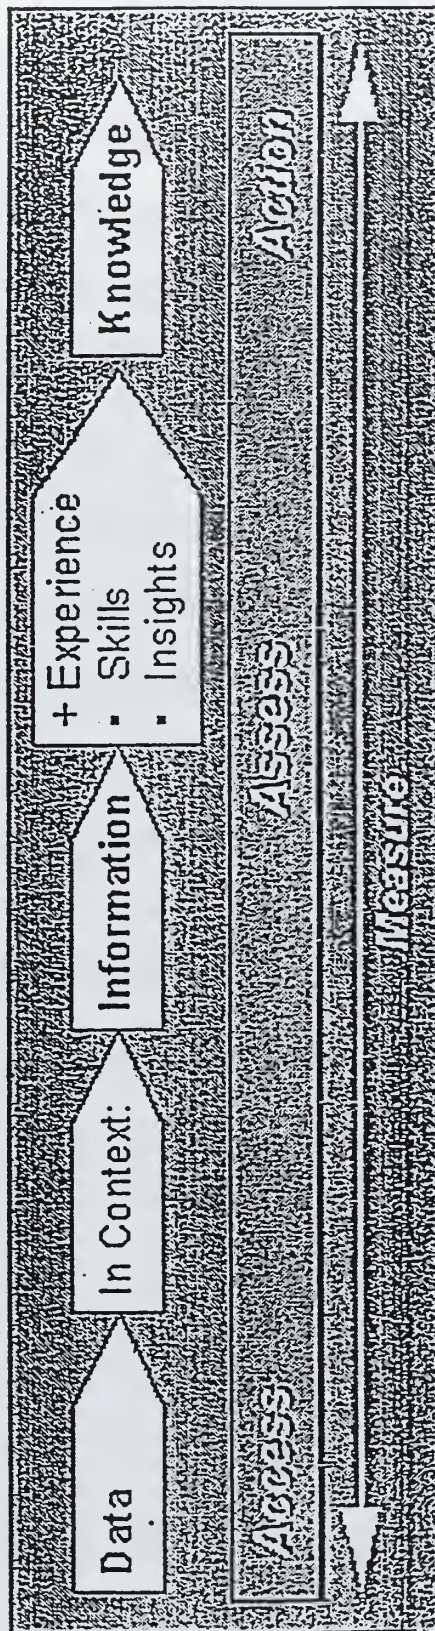 Data
In Context:
Information
+ Experience
▪ Skills
▪ Insights
Knowledge
Access
Assess
Action
Measure